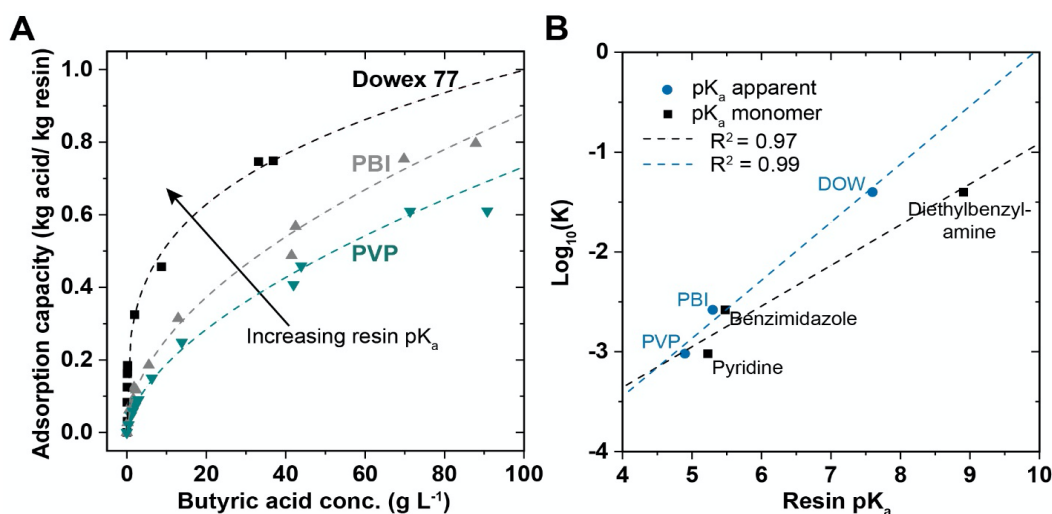 A
Adsorption capacity (kg acid/ kg resin)
1.0
0.8
0.6
0.4
0.2
0.0
Dowex 77
PBI
PVP
Increasing resin pKₐ
0 20 40 60 80 100
Butyric acid conc. (g L⁻¹)
B
Log₁₀(K)
0
-1
-2
-3
-4
pKₐ apparent
pKₐ monomer
R² = 0.97
R² = 0.99
DOW
Diethylbenzyl-
amine
PBI
Benzimidazole
PVP
Pyridine
4 5 6 7 8 9 10
Resin pKₐ